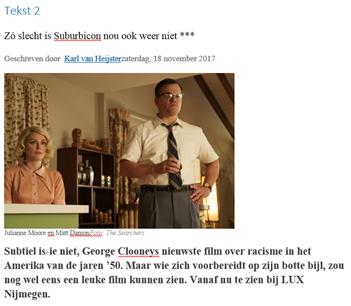 Tekst 2
Zó slecht is Suburbicon nou ook weer niet ***
Geschreven door Karl van Heijsterzaterdag, 18 november 2017
Julianne Moore en Matt DamonFoto: The Searchers
Subtiel is-ie niet, George Clooneys nieuwste film over racisme in het
Amerika van de jaren ’50. Maar wie zich voorbereidt op zijn botte bijl, zou
nog wel eens een leuke film kunnen zien. Vanaf nu te zien bij LUX
Nijmegen.